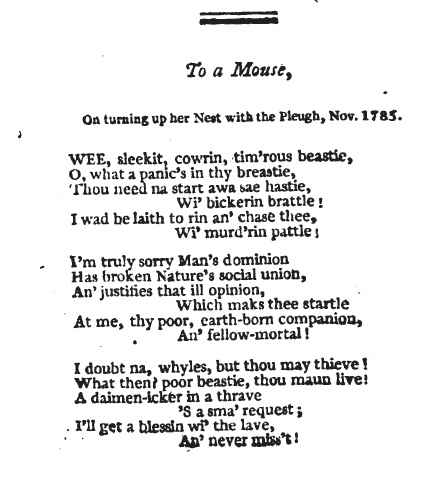 To a Mouse,
On turning up her Nest with the Pleugh, Nov. 1785.
WEE, sleekit, cowrin, tim'rous beastie,
O, what a panic's in thy breastie,
Thou need na start awa sae hastie,
Wi' bickerin brattle!
I wad be laith to rin an' chase thee,
Wi' murd'rin pattle!
I'm truly sorry Man's dominion
Has broken Nature's social union,
An' justifies that ill opinion,
Which maks thee startle
At me, thy poor, earth-born companion,
An' fellow-mortal!
I doubt na, whyles, but thou may thieve!
What then? poor beastie, thou maun live!
A daimen-icker in a thrave
'S a sma' request;
I'll get a blessin wi' the lave,
An' never miss't!